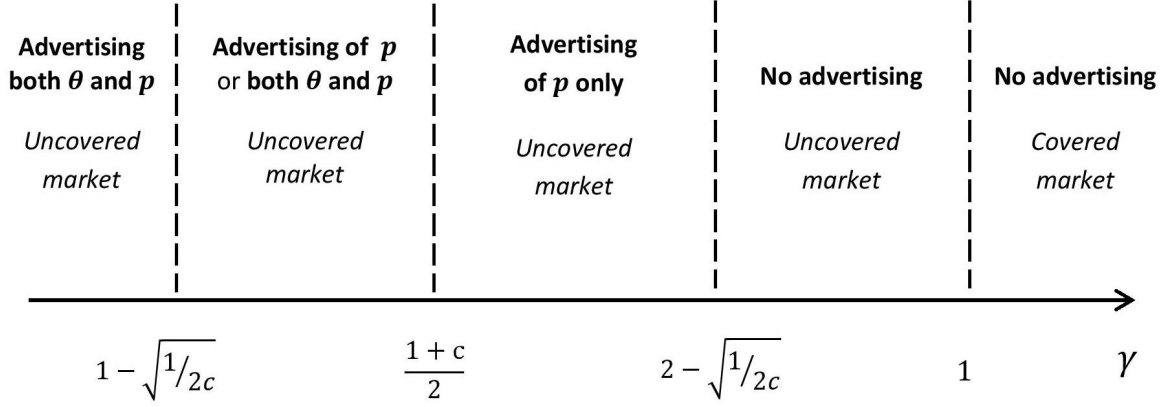 Advertising
both θ and p
Uncovered
market
Advertising of p
or both θ and p
Uncovered
market
Advertising
of p only
Uncovered
market
No advertising
Uncovered
market
No advertising
Covered
market
1 − √1/2c
1 + c
2
2 − √1/2c
1
γ